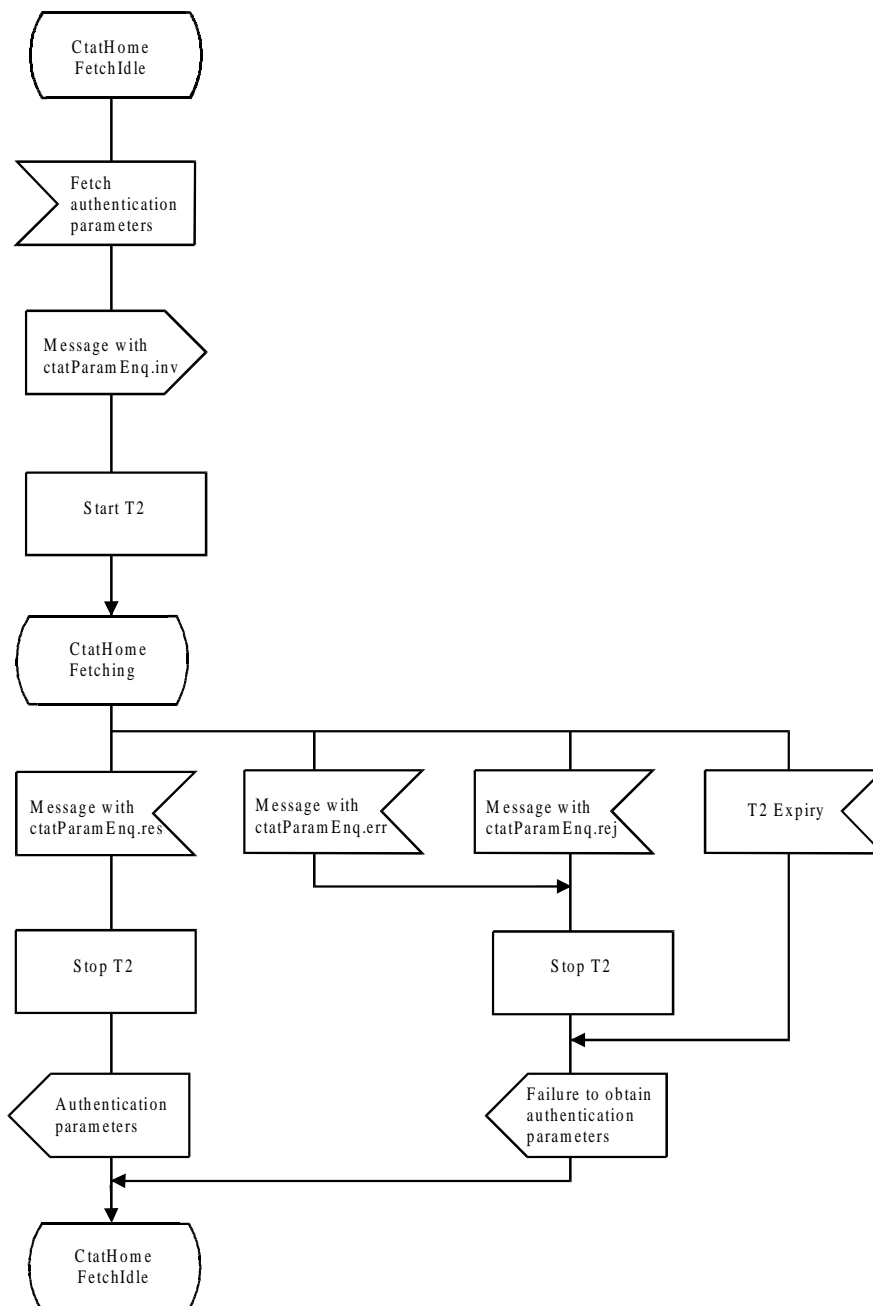 CtatHome
FetchIdle
Fetch
authentication
parameters
Message with
ctatParamEnq.inv
Start T2
CtatHome
Fetching
Message with
ctatParamEnq.res
Message with
ctatParamEnq.err
Message with
ctatParamEnq.rej
T2 Expiry
Stop T2
Stop T2
Authentication
parameters
Failure to obtain
authentication
parameters
CtatHome
FetchIdle